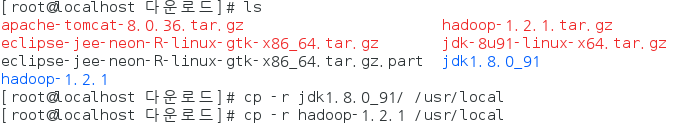 [root@localhost 다운로드]# ls
apache-tomcat-8.0.36.tar.gz hadoop-1.2.1.tar.gz
eclipse-jee-neon-R-linux-gtk-x86_64.tar.gz jdk-8u91-linux-x64.tar.gz
eclipse-jee-neon-R-linux-gtk-x86_64.tar.gz.part jdk1.8.0_91
hadoop-1.2.1
[root@localhost 다운로드]# cp -r jdk1.8.0_91/ /usr/local
[root@localhost 다운로드]# cp -r hadoop-1.2.1 /usr/local